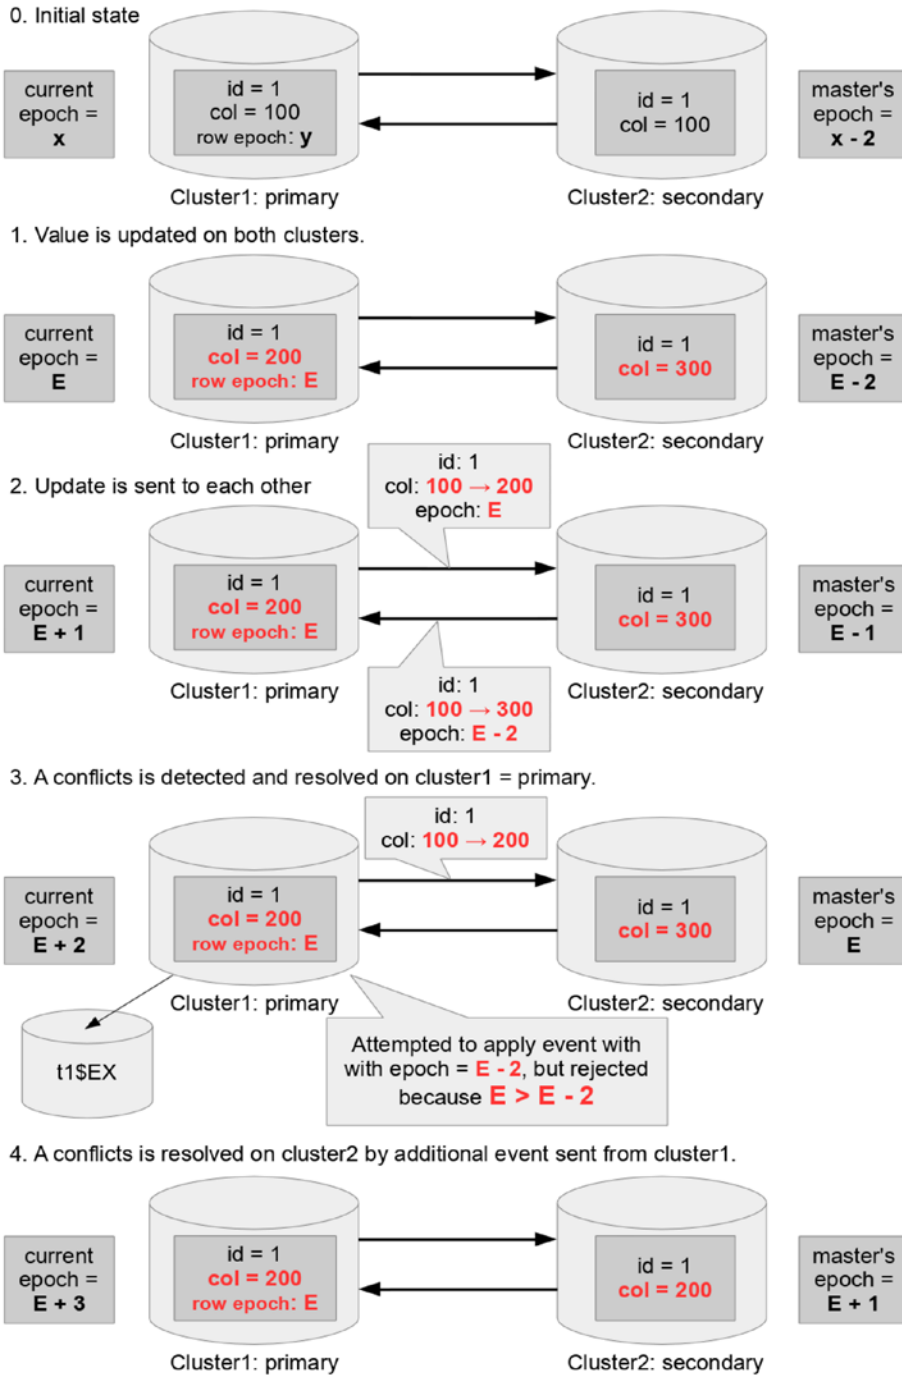 0. Initial state
current
epoch =
x
id = 1
col = 100
row epoch: y
id = 1
col = 100
master's
epoch =
x - 2
Cluster1: primary
Cluster2: secondary
1. Value is updated on both clusters.
current
epoch =
E
id = 1
col = 200
row epoch: E
id = 1
col = 300
master's
epoch =
E - 2
Cluster1: primary
Cluster2: secondary
2. Update is sent to each other
id: 1
col: 100 → 200
epoch: E
current
epoch =
E + 1
id = 1
col = 200
row epoch: E
id = 1
col = 300
master's
epoch =
E - 1
Cluster1: primary
Cluster2: secondary
id: 1
col: 100 → 300
epoch: E - 2
3. A conflicts is detected and resolved on cluster1 = primary.
id: 1
col: 100 → 200
current
epoch =
E + 2
id = 1
col = 200
row epoch: E
id = 1
col = 300
master's
epoch =
E
Cluster1: primary
Cluster2: secondary
t1$EX
Attempted to apply event with
with epoch = E - 2, but rejected
because E > E - 2
4. A conflicts is resolved on cluster2 by additional event sent from cluster1.
current
epoch =
E + 3
id = 1
col = 200
row epoch: E
id = 1
col = 200
master's
epoch =
E + 1
Cluster1: primary
Cluster2: secondary